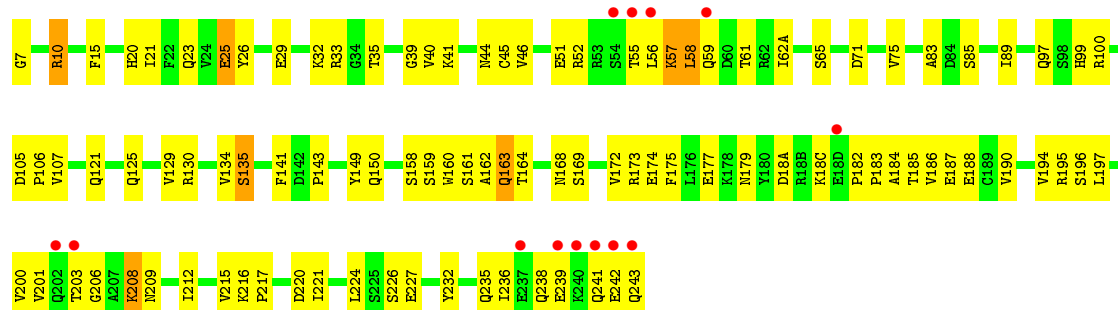 G7 R10 F15 H20 I21 F22 Q23 V24 E25 Y26 E29 K32 R33 G34 T35 G39 V40 K41 N44 C45 V46 E51 R52 R53 S54 T55 L56 K57 L58 Q59 D60 T61 R62 I62A S65 D71 V75 A83 D84 S85 I89 Q97 S98 H99 R100
D105 P106 V107 Q121 Q125 V129 R130 V134 S135 F141 D142 P143 Y149 Q150 S158 S159 W160 S161 A162 Q163 T164 N168 S169 V172 R173 E174 F175 L176 E177 K178 N179 Y180 D18A R18B K18C E18D P182 P183 A184 T185 V186 E187 E188 C189 V190 V194 R195 S196 L197
V200 V201 Q202 T203 G206 A207 K208 N209 I212 V215 K216 P217 D220 I221 L224 S225 S226 E227 Y232 Q235 I236 E237 Q238 E239 K240 Q241 E242 Q243